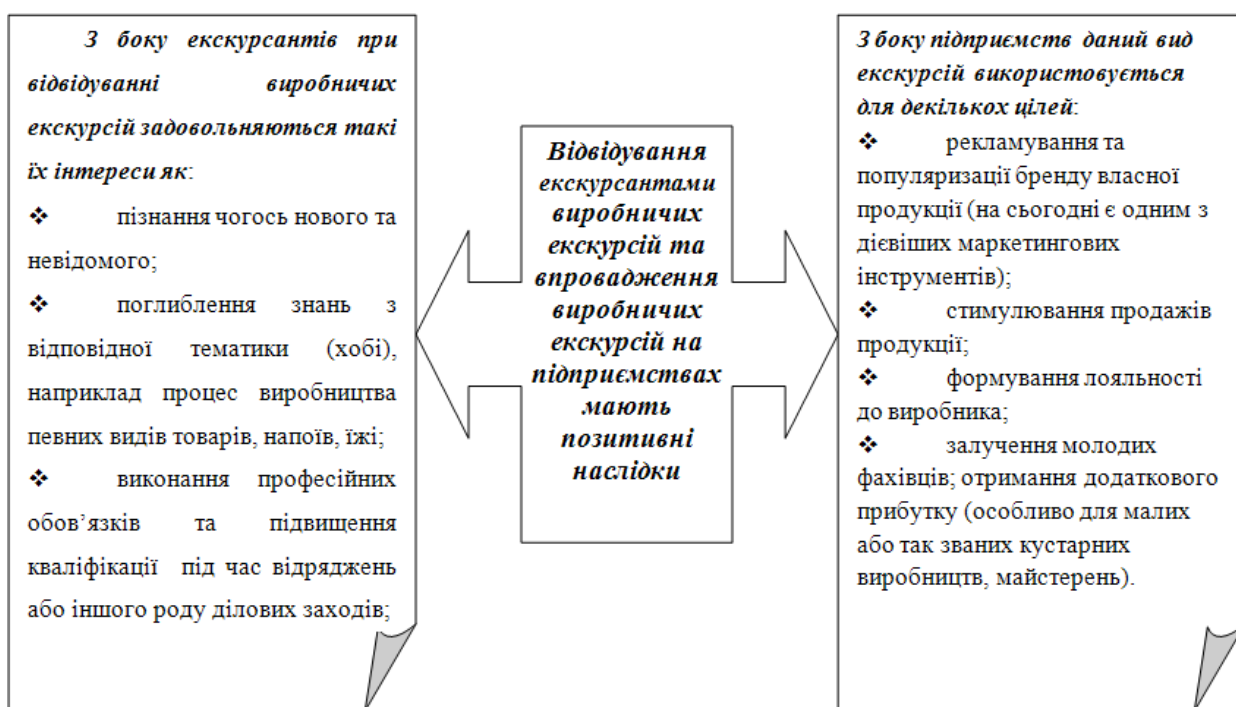 З боку екскурсантів при
відвідуванні виробничих
екскурсій задовольняються такі
їх інтереси як:
❖ пізнання чогось нового та
невідомого;
❖ поглиблення знань з
відповідної тематики (хобі),
наприклад процес виробництва
певних видів товарів, напоїв, їжі;
❖ виконання професійних
обов’язків та підвищення
кваліфікації під час відряджень
або іншого роду ділових заходів;
Відвідування
екскурсантами
виробничих
екскурсій та
впровадження
виробничих
екскурсій на
підприємствах
мають
позитивні
наслідки
З боку підприємств даний вид
екскурсій використовується
для декількох цілей:
❖ рекламування та
популяризації бренду власної
продукції (на сьогодні є одним з
дієвіших маркетингових
інструментів);
❖ стимулювання продажів
продукції;
❖ формування лояльності
до виробника;
❖ залучення молодих
фахівців; отримання додаткового
прибутку (особливо для малих
або так званих кустарних
виробництв, майстерень).